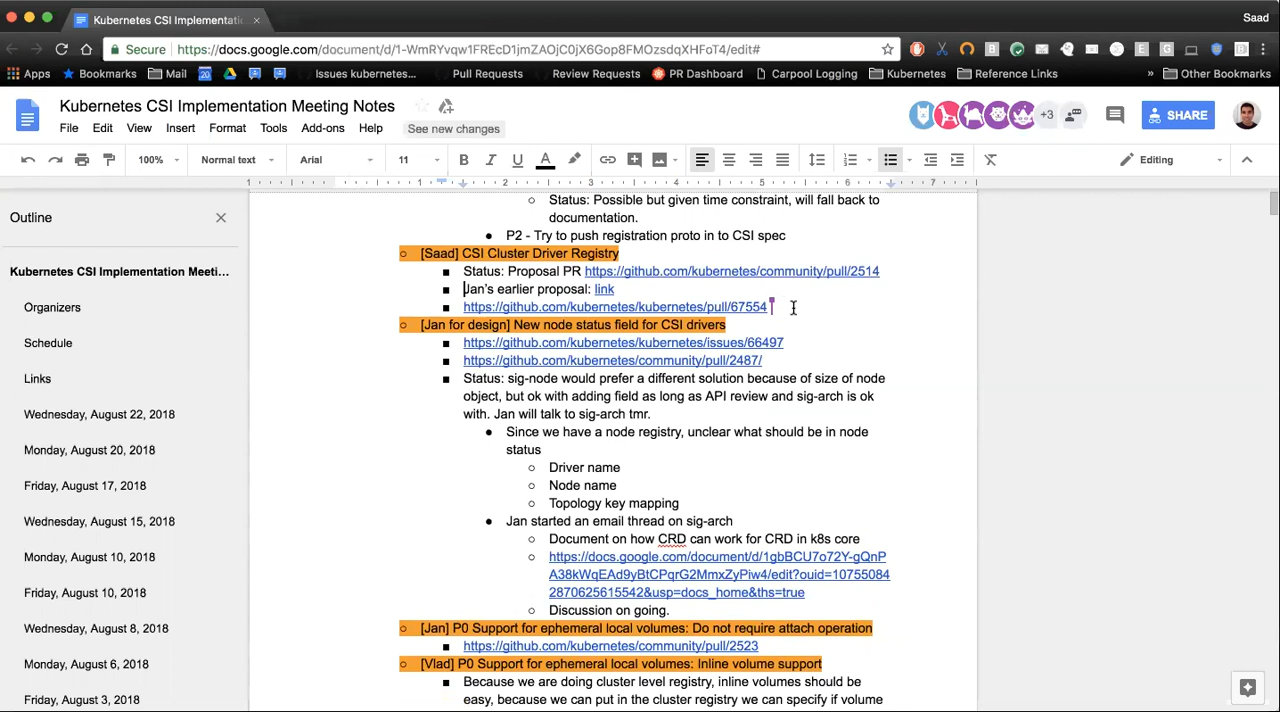 Kubernetes CSI Implementatio
Saad
Secure
https://docs.google.com/document/d/1-WmRYvqw1FREcD1jmZAOjC0jX6Gop8FMOzsdqXHFoT4/edit#
Apps
Bookmarks
Mail
Issues kubernetes...
Pull Requests
Review Requests
PR Dashboard
Carpool Logging
Kubernetes
Reference Links
»
Other Bookmarks
Kubernetes CSI Implementation Meeting Notes
File Edit View Insert Format Tools Add-ons Help
See new changes
+3
SHARE
100%
Normal text
Arial
11
B I U A
Editing
1 1 2 3 4 5 6 7
Outline
Kubernetes CSI Implementation Meeti...
Organizers
Schedule
Links
Wednesday, August 22, 2018
Monday, August 20, 2018
Friday, August 17, 2018
Wednesday, August 15, 2018
Monday, August 10, 2018
Friday, August 10, 2018
Wednesday, August 8, 2018
Monday, August 6, 2018
Friday, August 3, 2018
Status: Possible but given time constraint, will fall back to
documentation.
P2 - Try to push registration proto in to CSI spec
[Saad] CSI Cluster Driver Registry
Status: Proposal PR https://github.com/kubernetes/community/pull/2514
Jan's earlier proposal: link
https://github.com/kubernetes/kubernetes/pull/67554
[Jan for design] New node status field for CSI drivers
https://github.com/kubernetes/kubernetes/issues/66497
https://github.com/kubernetes/community/pull/2487/
Status: sig-node would prefer a different solution because of size of node
object, but ok with adding field as long as API review and sig-arch is ok
with. Jan will talk to sig-arch tmr.
Since we have a node registry, unclear what should be in node
status
Driver name
Node name
Topology key mapping
Jan started an email thread on sig-arch
Document on how CRD can work for CRD in k8s core
https://docs.google.com/document/d/1gbBCU7o72Y-gQnP
A38kWqEAd9yBtCPqrG2MmxZyPiw4/edit?ouid=10755084
2870625615542&usp=docs_home&ths=true
Discussion on going.
[Jan] P0 Support for ephemeral local volumes: Do not require attach operation
https://github.com/kubernetes/community/pull/2523
[Vlad] P0 Support for ephemeral local volumes: Inline volume support
Because we are doing cluster level registry, inline volumes should be
easy, because we can put in the cluster registry we can specify if volume